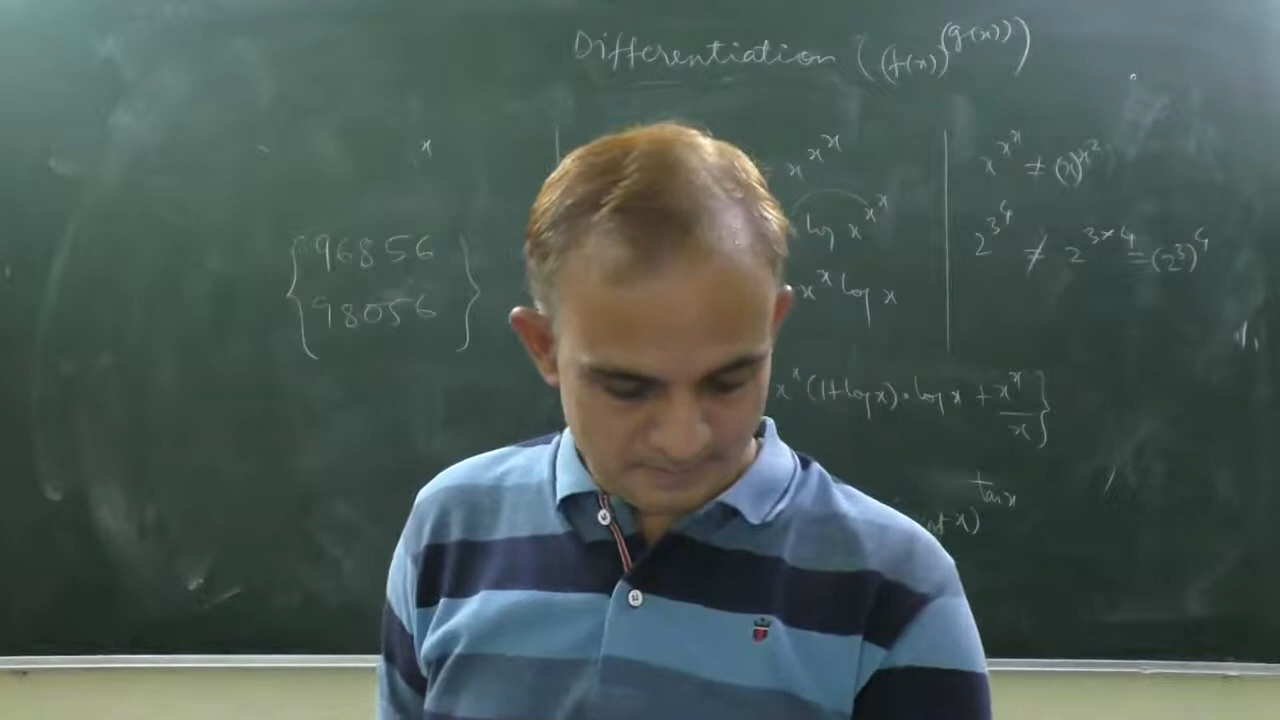 Differentiation ((f(x))^(g(x)))
x
{96856
98056}
x^x^x
log x^x^x
x^x log x
x^x (1+log x) · log x + x^x/x}
tan x
x^x^x ≠ (x)^x^2
2^3^4 ≠ 2^3×4 = (2^3)^4